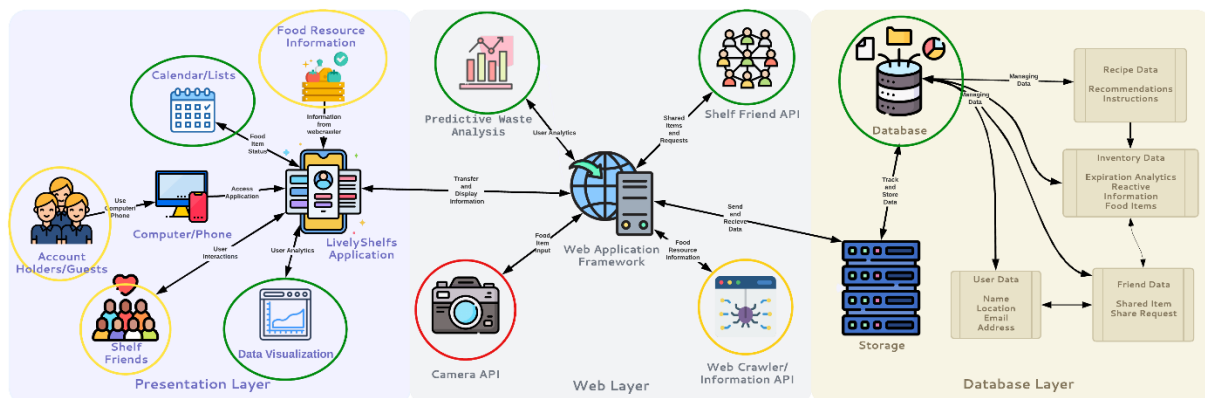 Food Resource
Information
Calendar/Lists
Information
from
webcrawler
Food
Item
Status
Use
Computer/
Phone
Access
Application
Account
Holders/Guests
Computer/Phone
LivelyShelfs
Application
User
Interactions
User Analytics
Shelf
Friends
Data Visualization
Presentation Layer
Transfer
and
Display
Information
Predictive Waste
Analysis
User Analytics
Shelf Friend API
Shared
Items
and
Requests
Web Application
Framework
Food
Item
Input
Food
Resource
Information
Send
and
Recieve
Data
Camera API
Web Crawler/
Information API
Web Layer
Database
Managing
Data
Managing
Data
Track
and
Store
Data
Storage
Recipe Data
Recommendations
Instructions
Inventory Data
Expiration Analytics
Reactive
Information
Food Items
User Data
Name
Location
Email
Address
Friend Data
Shared Item
Share Request
Database Layer